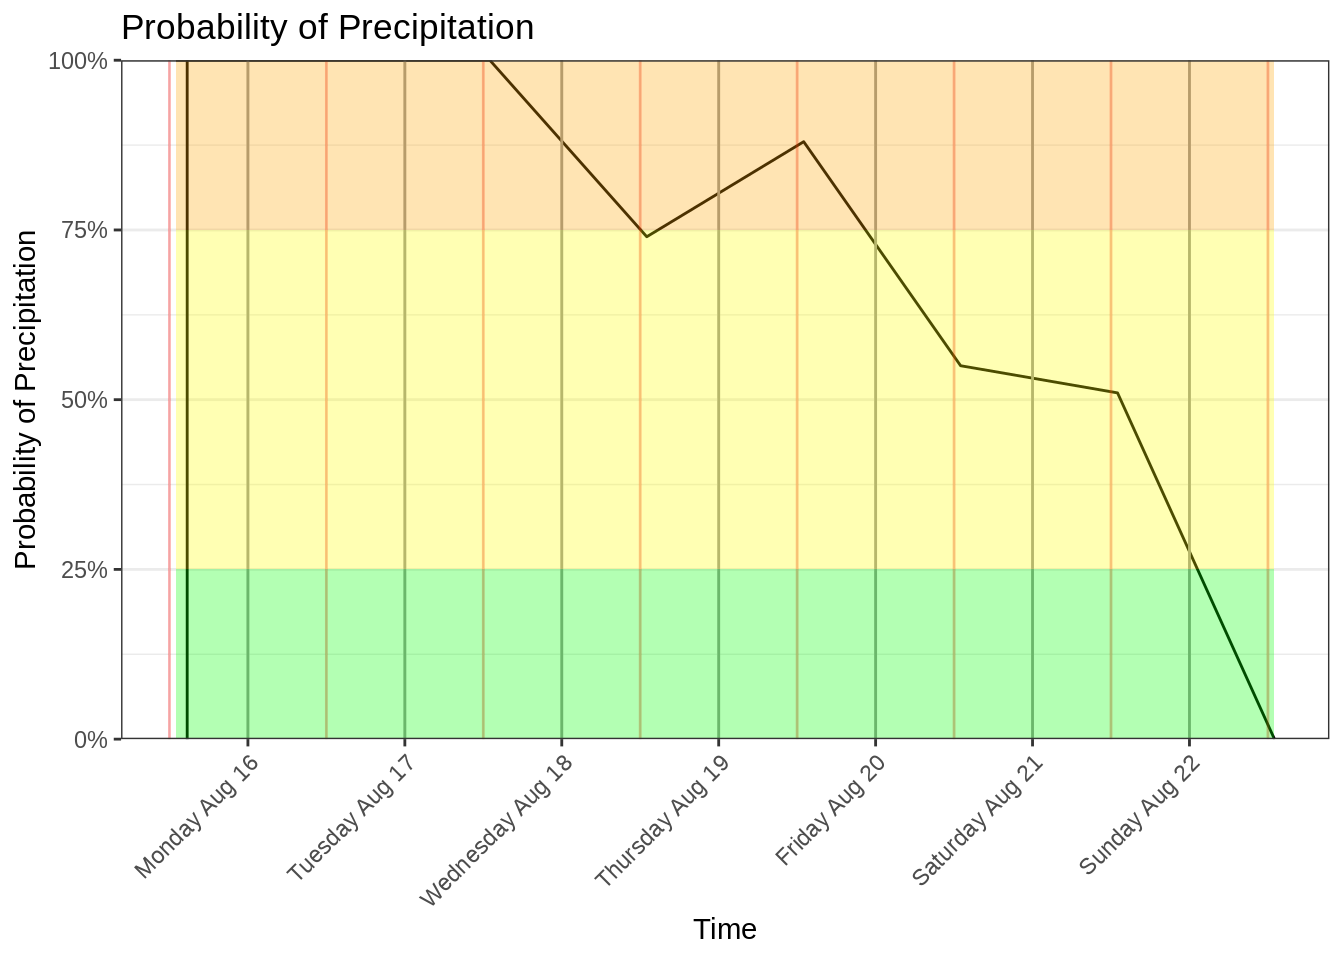 Probability of Precipitation
Probability of Precipitation
100%
75%
50%
25%
0%
Monday Aug 16
Tuesday Aug 17
Wednesday Aug 18
Thursday Aug 19
Friday Aug 20
Saturday Aug 21
Sunday Aug 22
Time